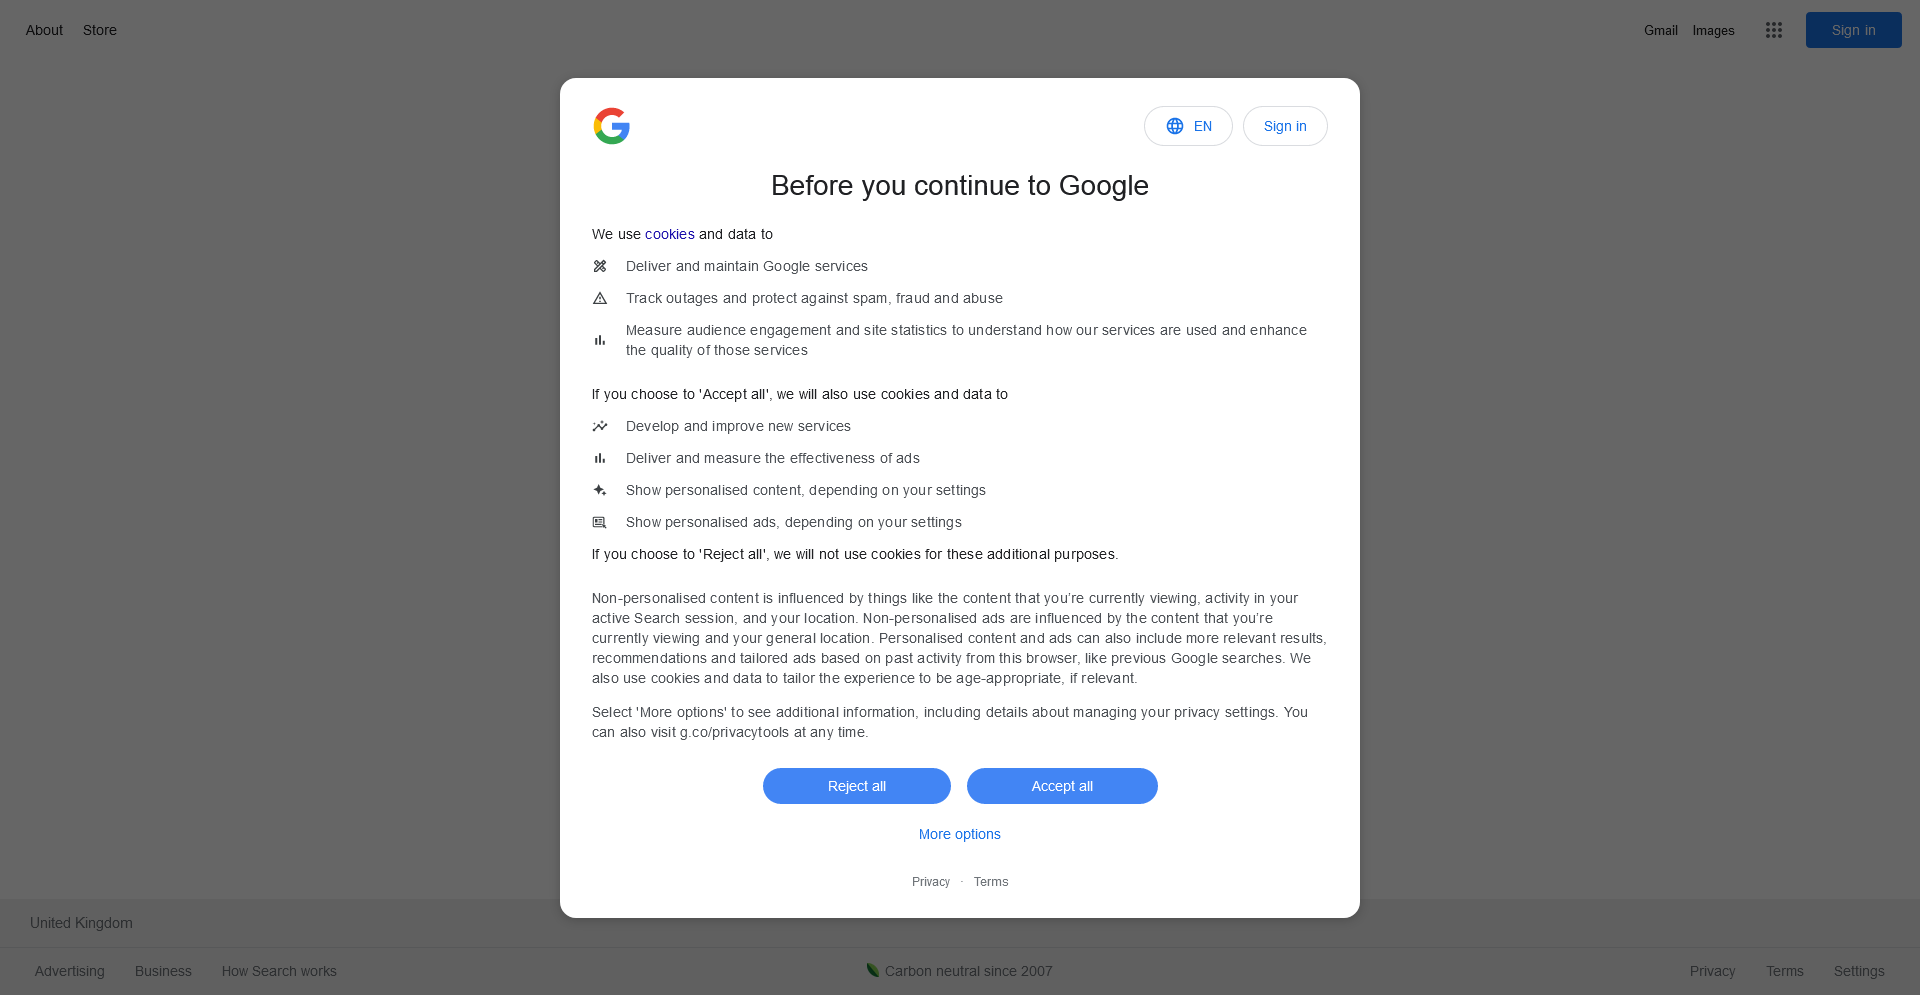 About
Store
Gmail
Images
Sign in
EN
Sign in
Before you continue to Google
We use cookies and data to
Deliver and maintain Google services
Track outages and protect against spam, fraud and abuse
Measure audience engagement and site statistics to understand how our services are used and enhance
the quality of those services
If you choose to 'Accept all', we will also use cookies and data to
Develop and improve new services
Deliver and measure the effectiveness of ads
Show personalised content, depending on your settings
Show personalised ads, depending on your settings
If you choose to 'Reject all', we will not use cookies for these additional purposes.
Non-personalised content is influenced by things like the content that you’re currently viewing, activity in your
active Search session, and your location. Non-personalised ads are influenced by the content that you’re
currently viewing and your general location. Personalised content and ads can also include more relevant results,
recommendations and tailored ads based on past activity from this browser, like previous Google searches. We
also use cookies and data to tailor the experience to be age-appropriate, if relevant.
Select 'More options' to see additional information, including details about managing your privacy settings. You
can also visit g.co/privacytools at any time.
Reject all
Accept all
More options
Privacy · Terms
United Kingdom
Advertising
Business
How Search works
Carbon neutral since 2007
Privacy
Terms
Settings